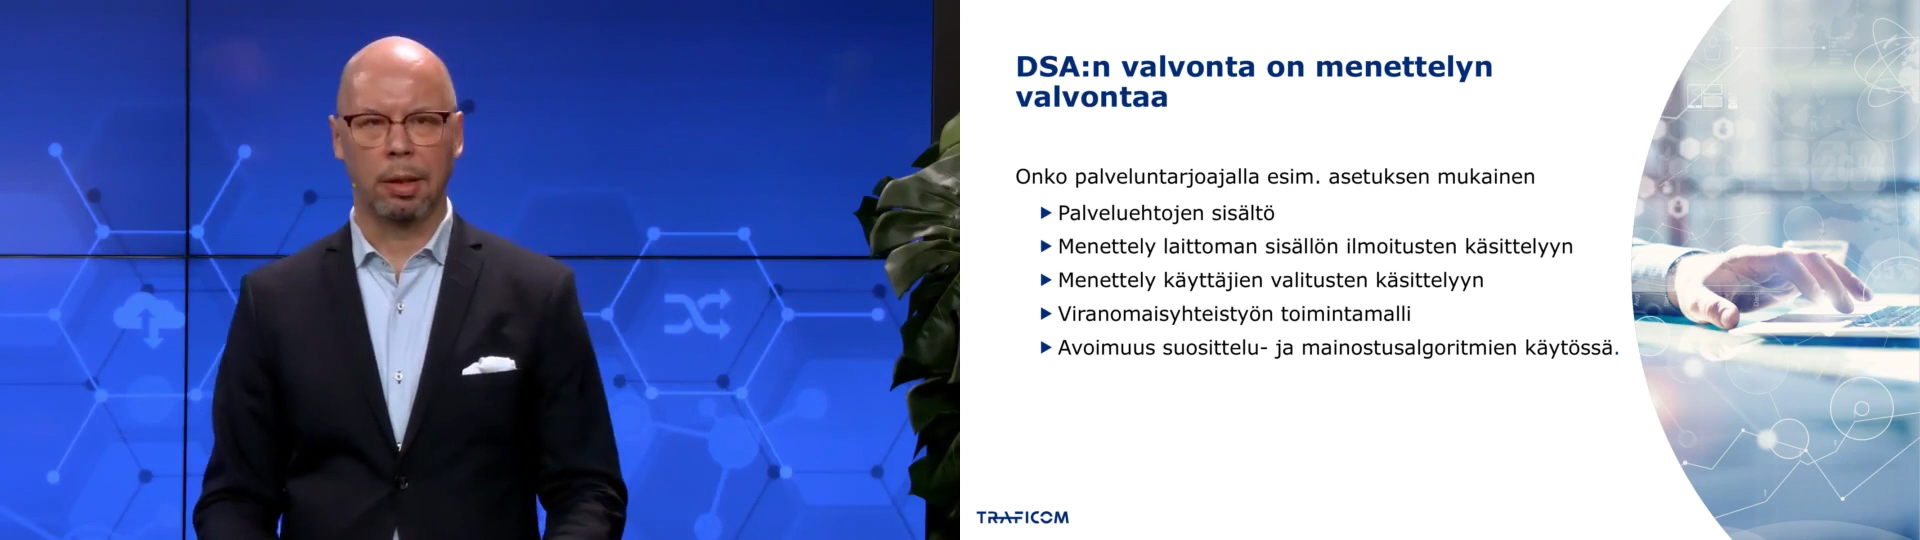 DSA:n valvonta on menettelyn
valvontaa
Onko palveluntarjoajalla esim. asetuksen mukainen
Palveluehtojen sisältö
Menettely laittoman sisällön ilmoitusten käsittelyyn
Menettely käyttäjien valitusten käsittelyyn
Viranomaisyhteistyön toimintamalli
Avoimuus suosittelu- ja mainostusalgoritmien käytössä.
TRAFICOM